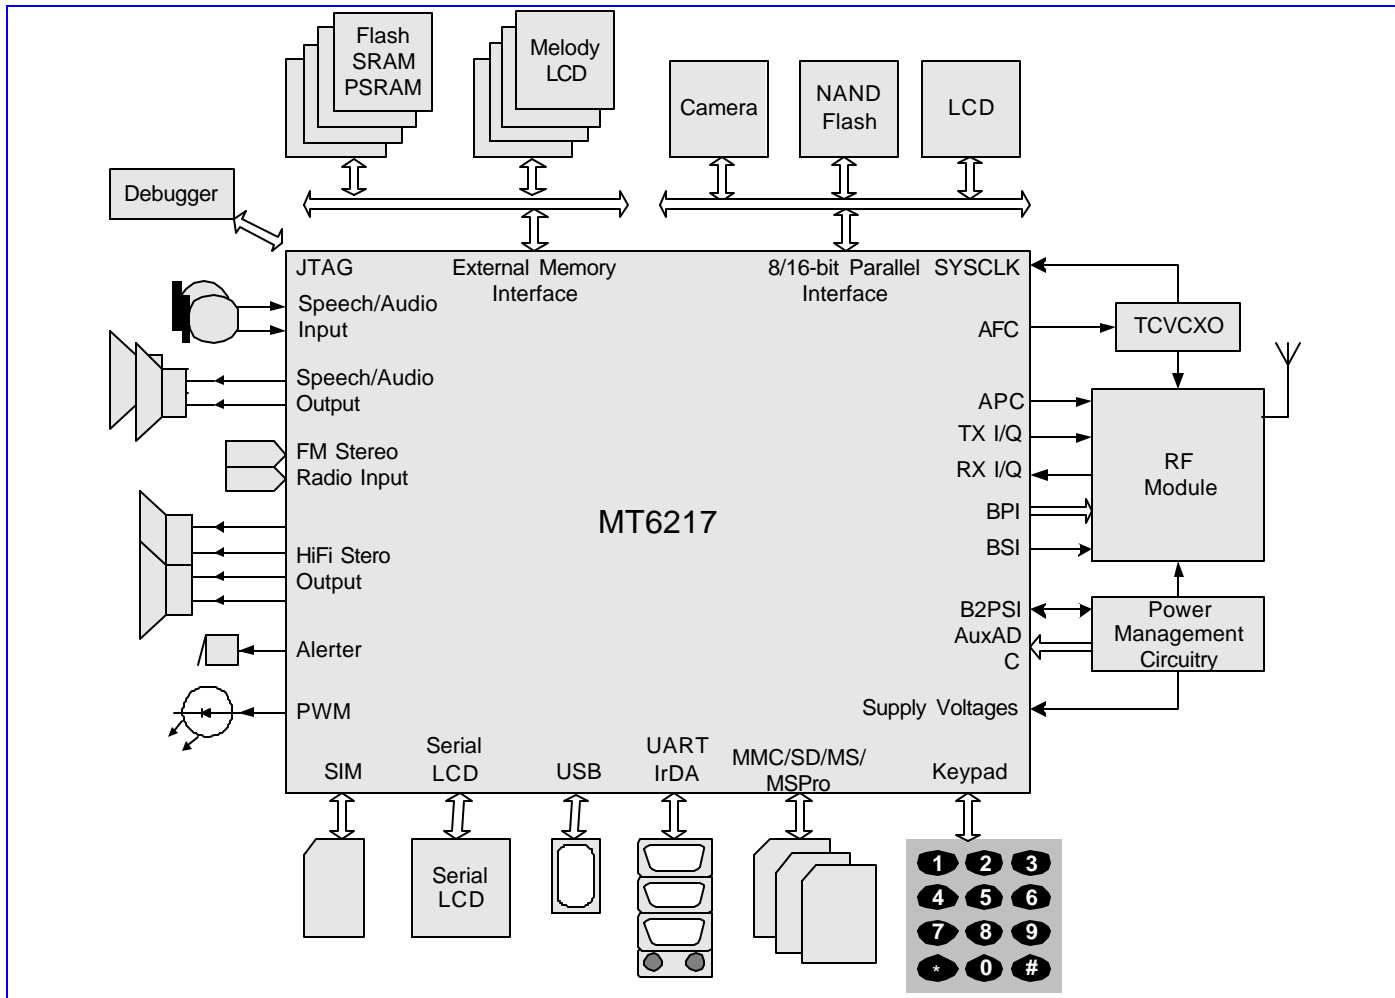 Flash
SRAM
PSRAM
Melody
LCD
Camera
NAND
Flash
LCD
Debugger
JTAG
External Memory
Interface
8/16-bit Parallel
Interface
SYSCLK
Speech/Audio
Input
AFC
TCVCXO
Speech/Audio
Output
APC
TX I/Q
FM Stereo
Radio Input
RX I/Q
RF
Module
MT6217
BPI
HiFi Stero
Output
BSI
B2PSI
AuxAD
C
Power
Management
Circuitry
Alerter
PWM
Supply Voltages
SIM
Serial
LCD
USB
UART
IrDA
MMC/SD/MS/
MSPro
Keypad
Serial
LCD
1 2 3
4 5 6
7 8 9
* 0 #